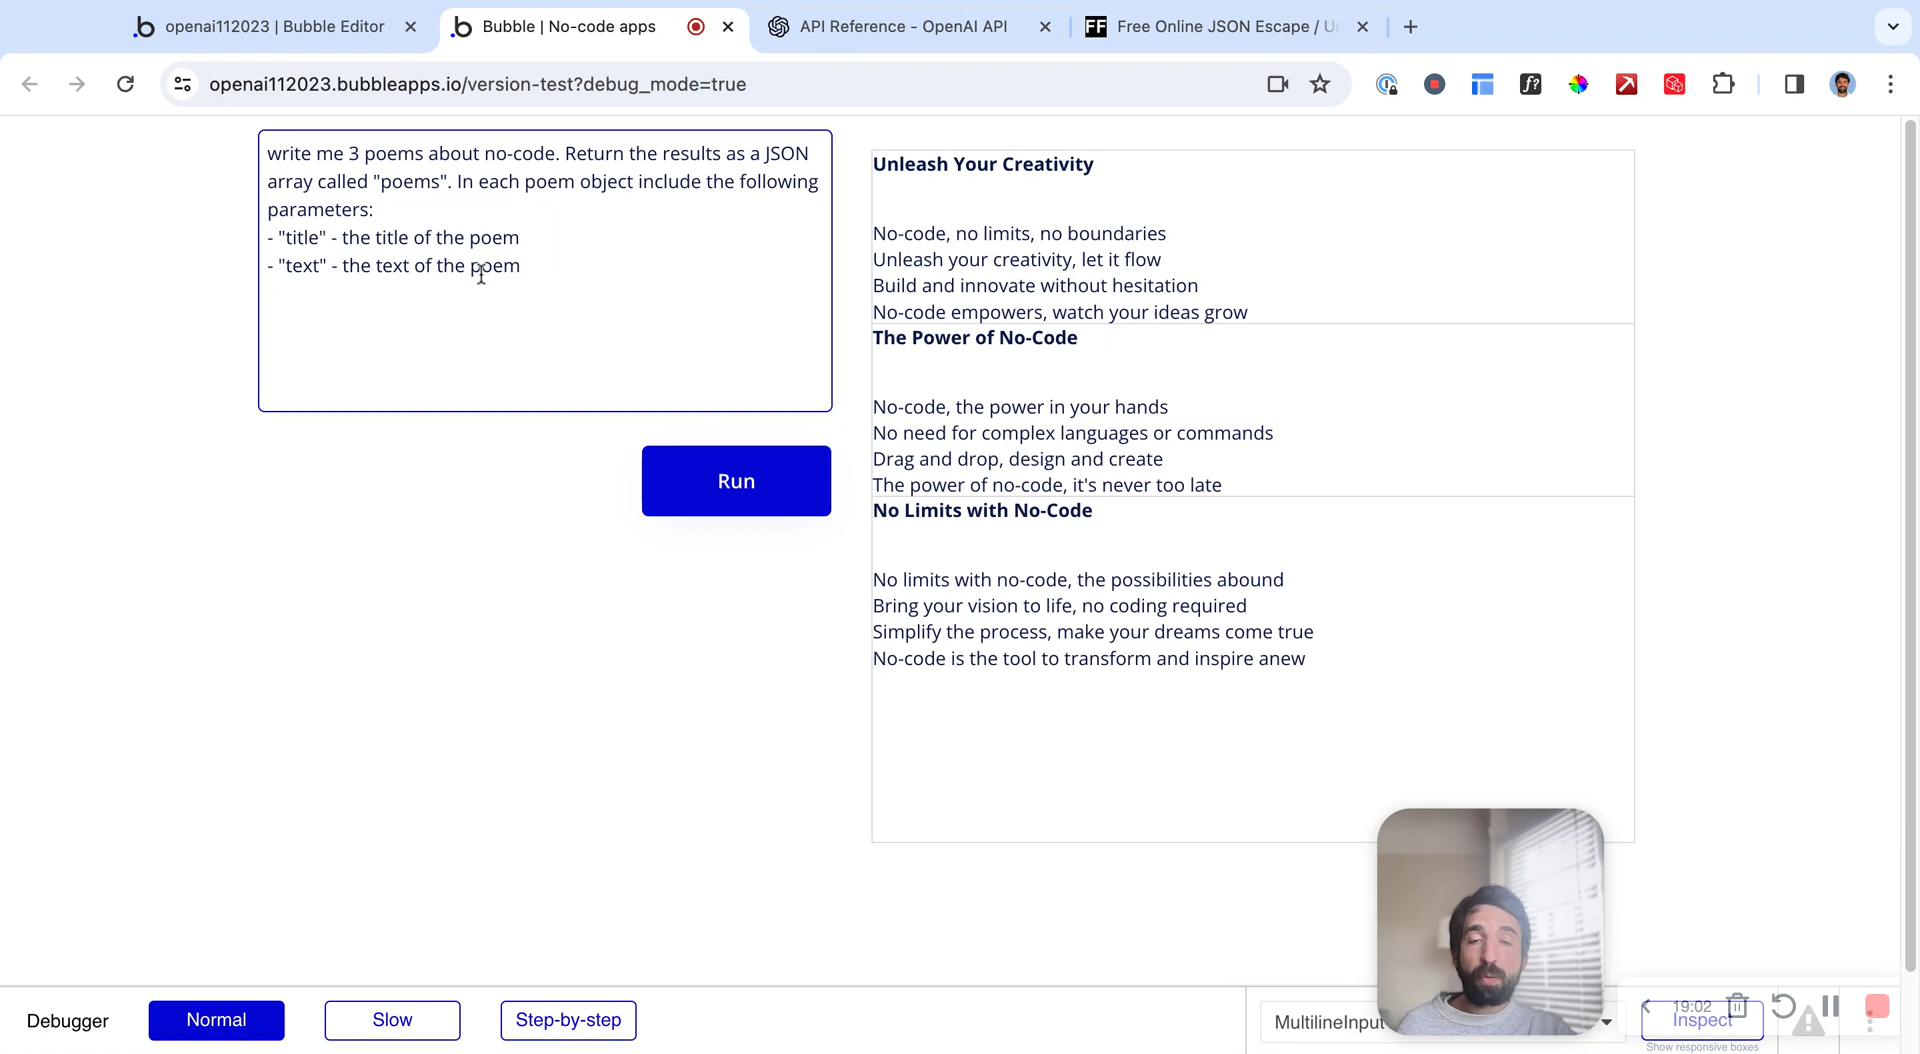 openai112023 | Bubble Editor
Bubble | No-code apps
API Reference - OpenAI API
Free Online JSON Escape /
openai112023.bubbleapps.io/version-test?debug_mode=true
write me 3 poems about no-code. Return the results as a JSON
array called "poems". In each poem object include the following
parameters:
- "title" - the title of the poem
- "text" - the text of the poem
Run
Unleash Your Creativity
No-code, no limits, no boundaries
Unleash your creativity, let it flow
Build and innovate without hesitation
No-code empowers, watch your ideas grow
The Power of No-Code
No-code, the power in your hands
No need for complex languages or commands
Drag and drop, design and create
The power of no-code, it's never too late
No Limits with No-Code
No limits with no-code, the possibilities abound
Bring your vision to life, no coding required
Simplify the process, make your dreams come true
No-code is the tool to transform and inspire anew
Debugger
Normal
Slow
Step-by-step
MultilineInput
19:02
Inspect
Show responsive boxes